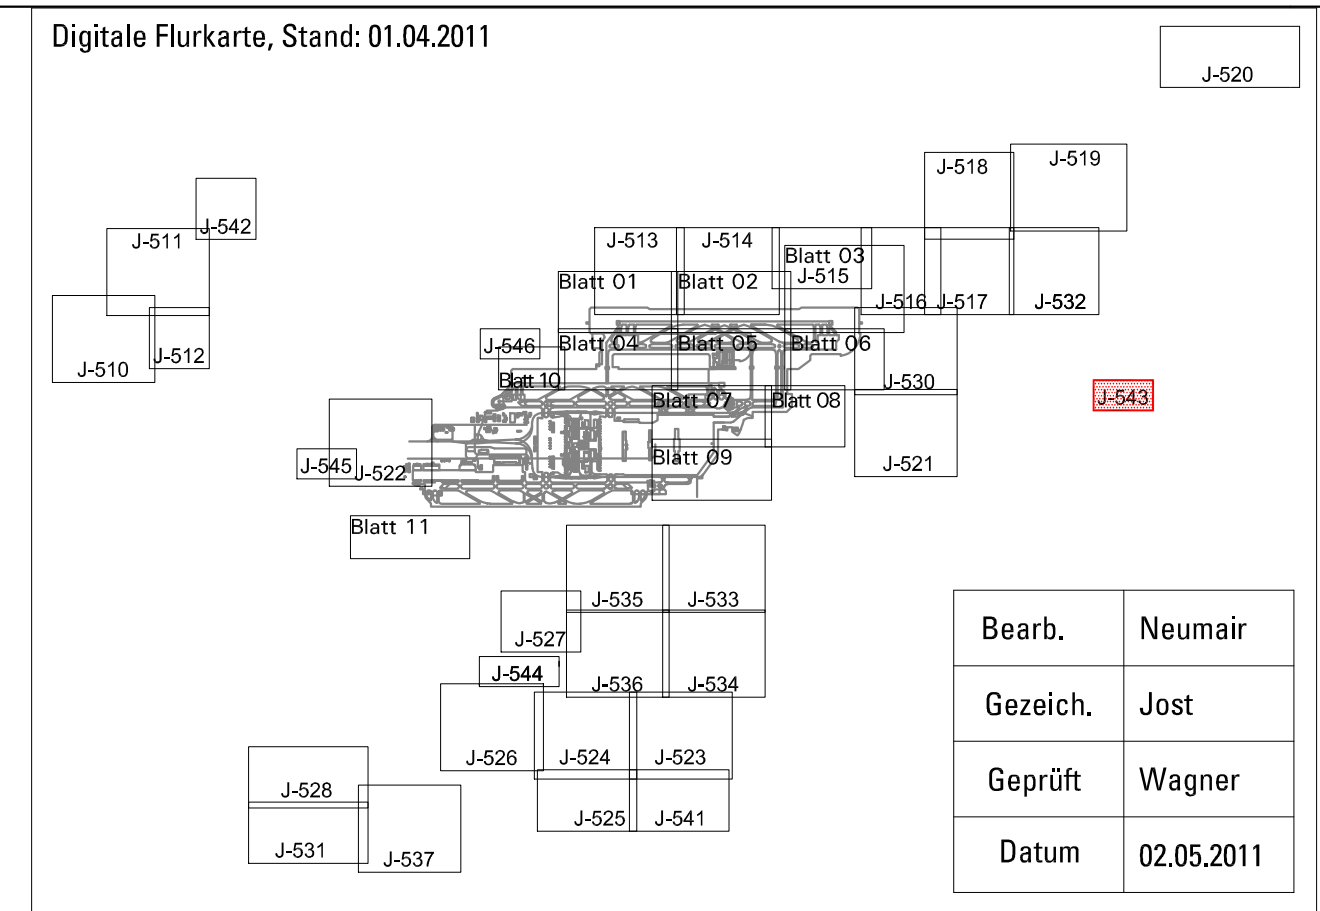 Digitale Flurkarte, Stand: 01.04.2011
J-520
J-518
J-519
J-542
J-511
J-513
J-514
Blatt 03
J-515
Blatt 01
Blatt 02
J-516
J-517
J-532
J-546
Blatt 04
Blatt 05
Blatt 06
J-512
J-510
Blatt 10
J-530
J-543
Blatt 07
Blatt 08
Blatt 09
J-545
J-522
J-521
Blatt 11
J-535
J-533
J-527
J-544
J-536
J-534
J-526
J-524
J-523
J-528
J-525
J-541
J-531
J-537
Bearb. Neumair
Gezeich. Jost
Geprüft Wagner
Datum 02.05.2011